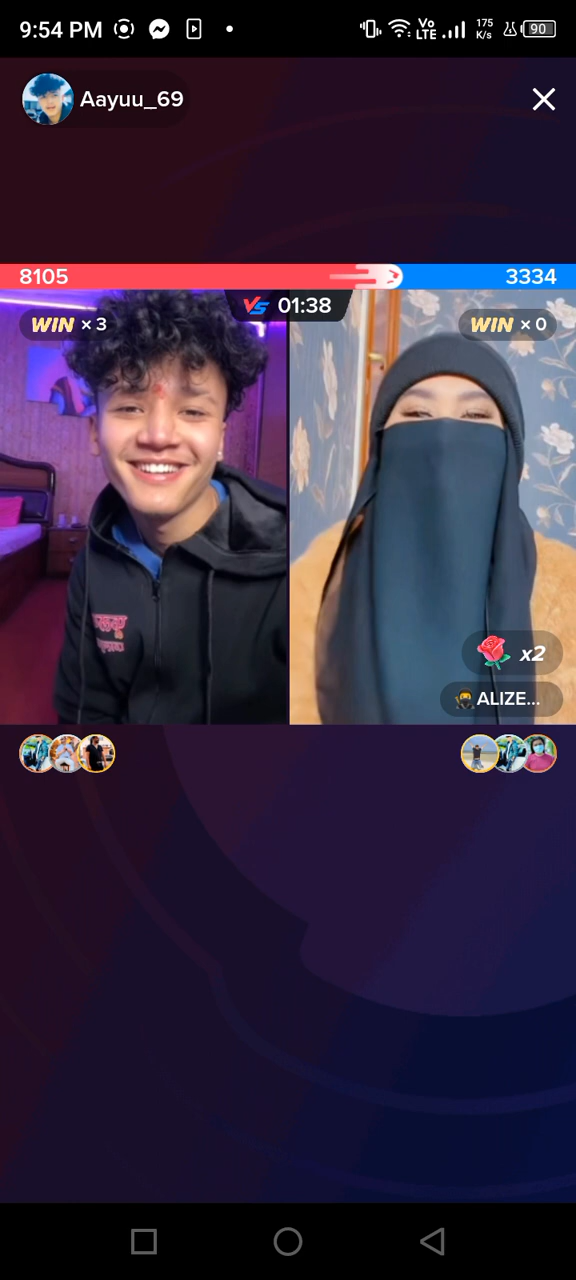 9:54 PM Vo LTE 175 K/s 90
Aayuu_69
8105 3334
VS 01:38
WIN × 3 WIN × 0
x2
ALIZE...